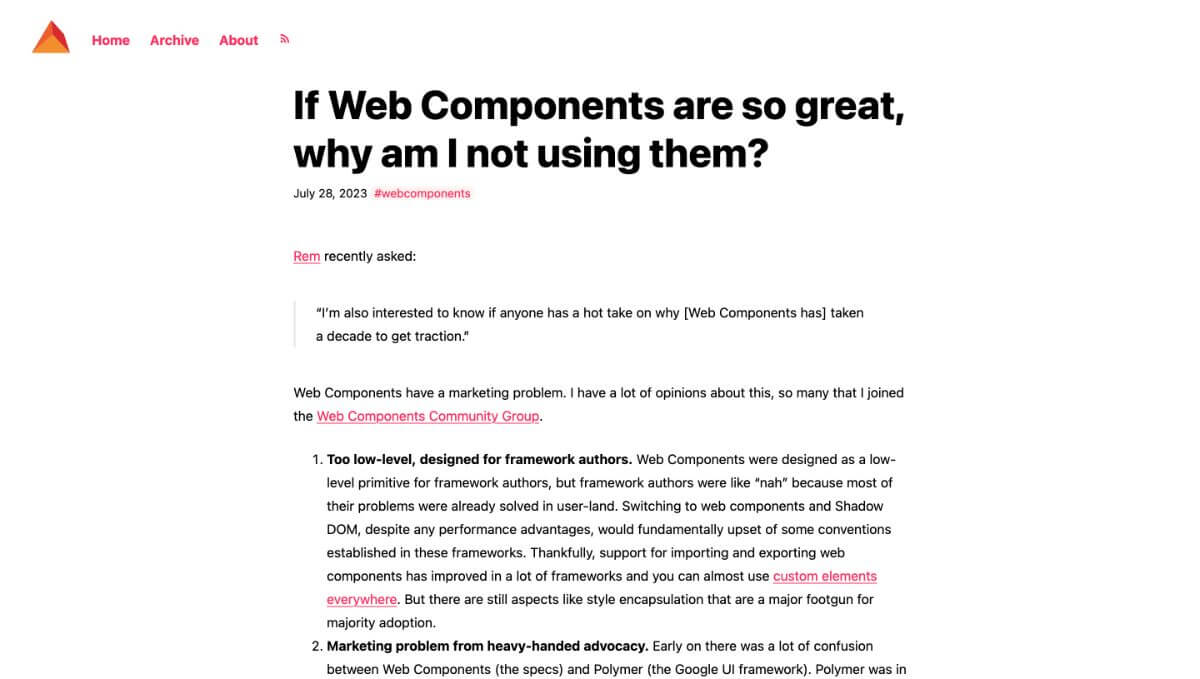 Home Archive About
If Web Components are so great,
why am I not using them?
July 28, 2023 #webcomponents
Rem recently asked:
“I’m also interested to know if anyone has a hot take on why [Web Components has] taken
a decade to get traction.”
Web Components have a marketing problem. I have a lot of opinions about this, so many that I joined
the Web Components Community Group.
1. Too low-level, designed for framework authors. Web Components were designed as a low-
level primitive for framework authors, but framework authors were like “nah” because most of
their problems were already solved in user-land. Switching to web components and Shadow
DOM, despite any performance advantages, would fundamentally upset of some conventions
established in these frameworks. Thankfully, support for importing and exporting web
components has improved in a lot of frameworks and you can almost use custom elements
everywhere. But there are still aspects like style encapsulation that are a major footgun for
majority adoption.
2. Marketing problem from heavy-handed advocacy. Early on there was a lot of confusion
between Web Components (the specs) and Polymer (the Google UI framework). Polymer was in